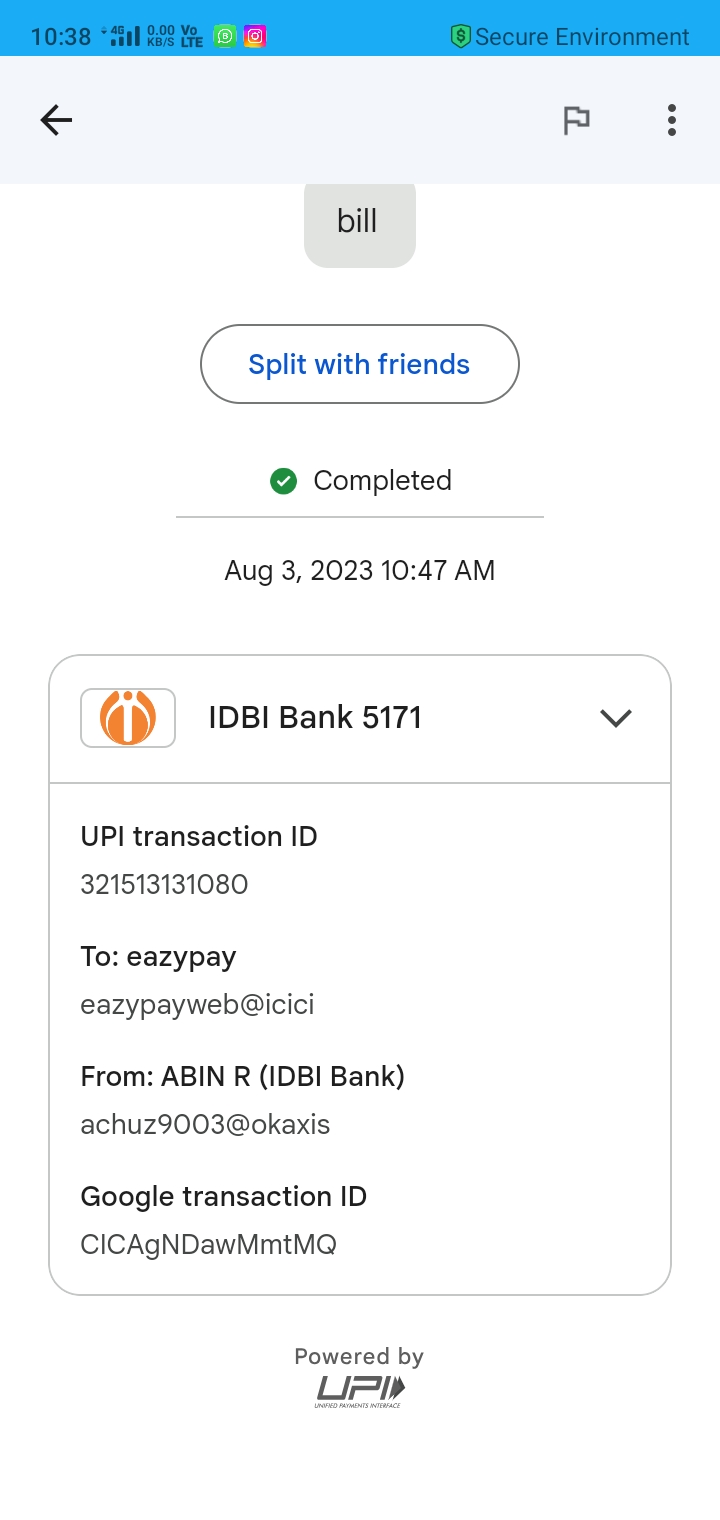 10:38 4G 0.00 KB/S Vo LTE Secure Environment
bill
Split with friends
Completed
Aug 3, 2023 10:47 AM
IDBI Bank 5171
UPI transaction ID
321513131080
To: eazypay
eazypayweb@icici
From: ABIN R (IDBI Bank)
achuz9003@okaxis
Google transaction ID
CICAgNDawMmtMQ
Powered by
UPI
UNIFIED PAYMENTS INTERFACE